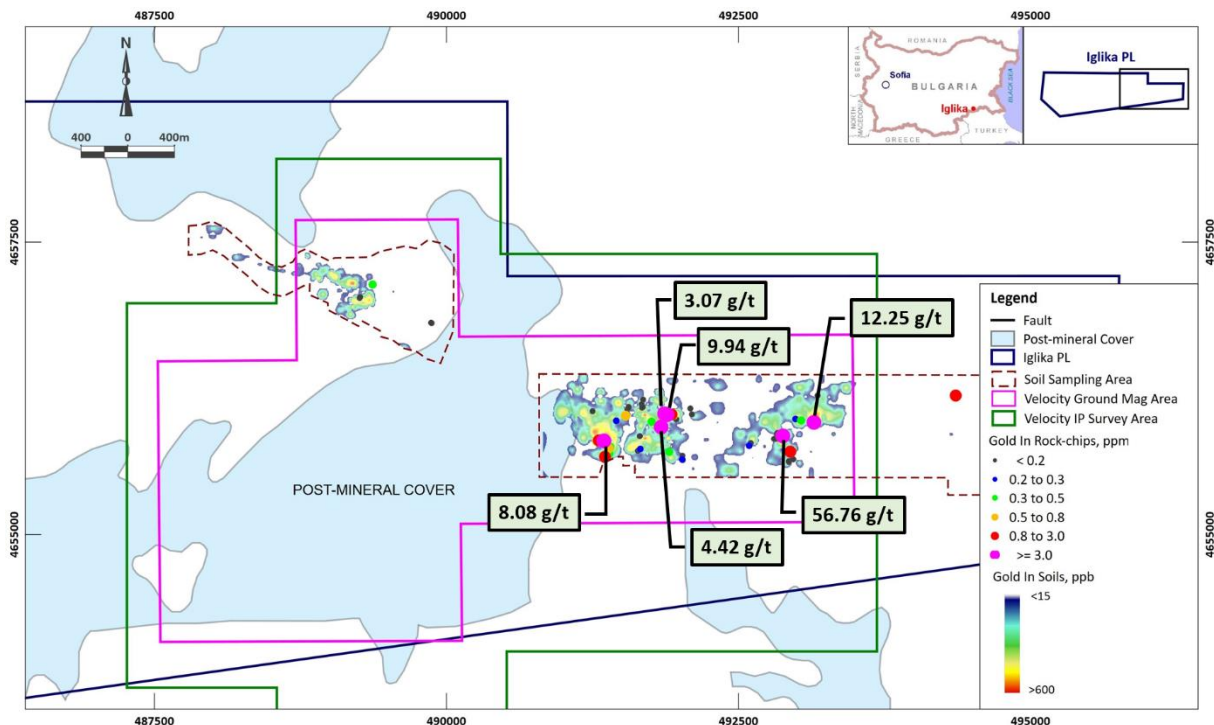 487500
490000
492500
495000
N
400
0
400m
ROMANIA
SERBIA
Sofia
BULGARIA
BLACK SEA
Iglika
NORTH
MACEDONIA
GREECE
TURKEY
Iglika PL
4657500
4657500
3.07 g/t
12.25 g/t
9.94 g/t
POST-MINERAL COVER
8.08 g/t
56.76 g/t
4.42 g/t
4655000
4655000
Legend
Fault
Post-mineral Cover
Iglika PL
Soil Sampling Area
Velocity Ground Mag Area
Velocity IP Survey Area
Gold In Rock-chips, ppm
< 0.2
0.2 to 0.3
0.3 to 0.5
0.5 to 0.8
0.8 to 3.0
>= 3.0
Gold In Soils, ppb
<15
>600
487500
490000
492500
495000